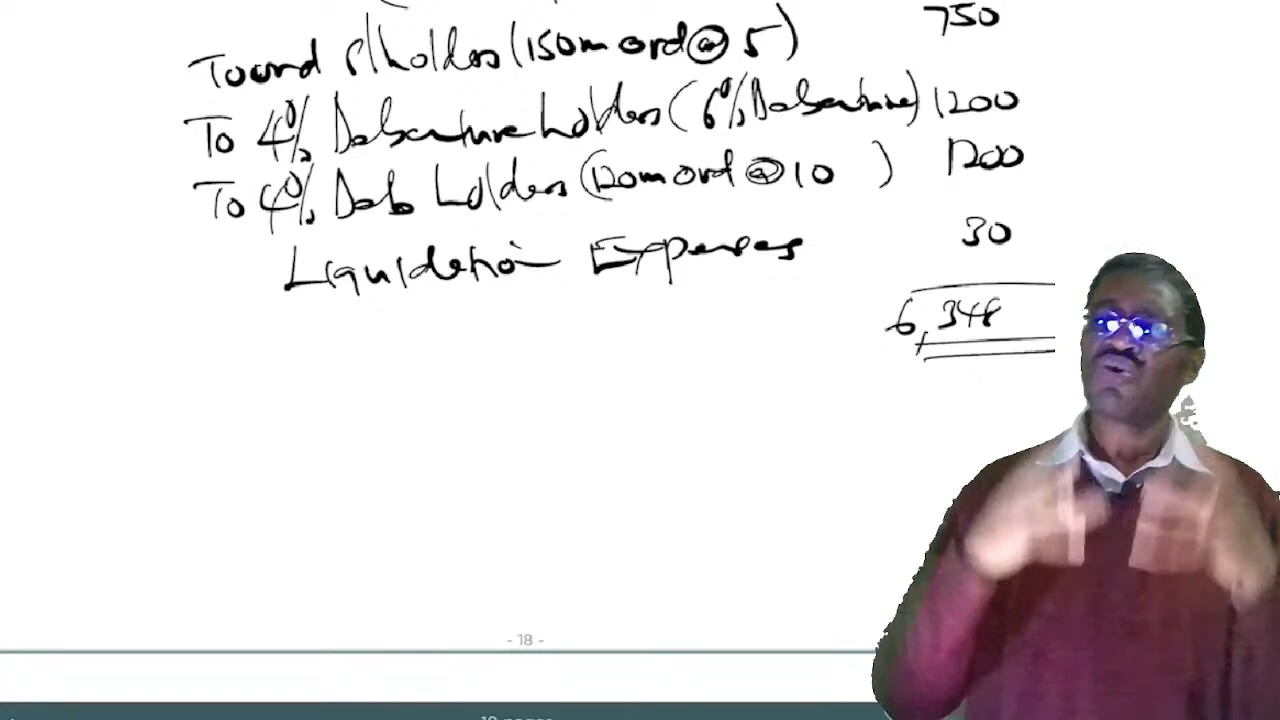 To ord s/holders (150m ord @ 5) 750
To 4% Debenture holders (6% Debenture) 1200
To 4% Deb holders (120m ord @ 10 ) 1200
Liquidation Expenses 30
6,348
- 18 -